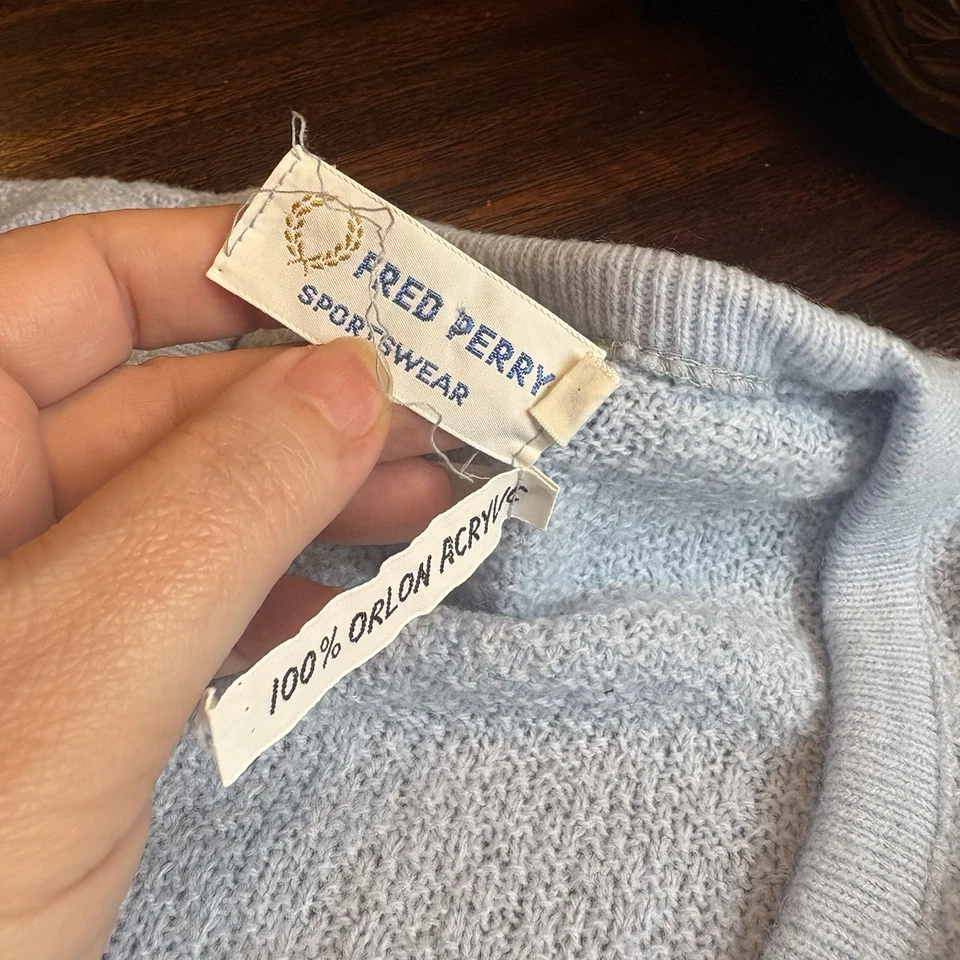 FRED PERRY
SPORTSWEAR
100% ORLON ACRYLIC